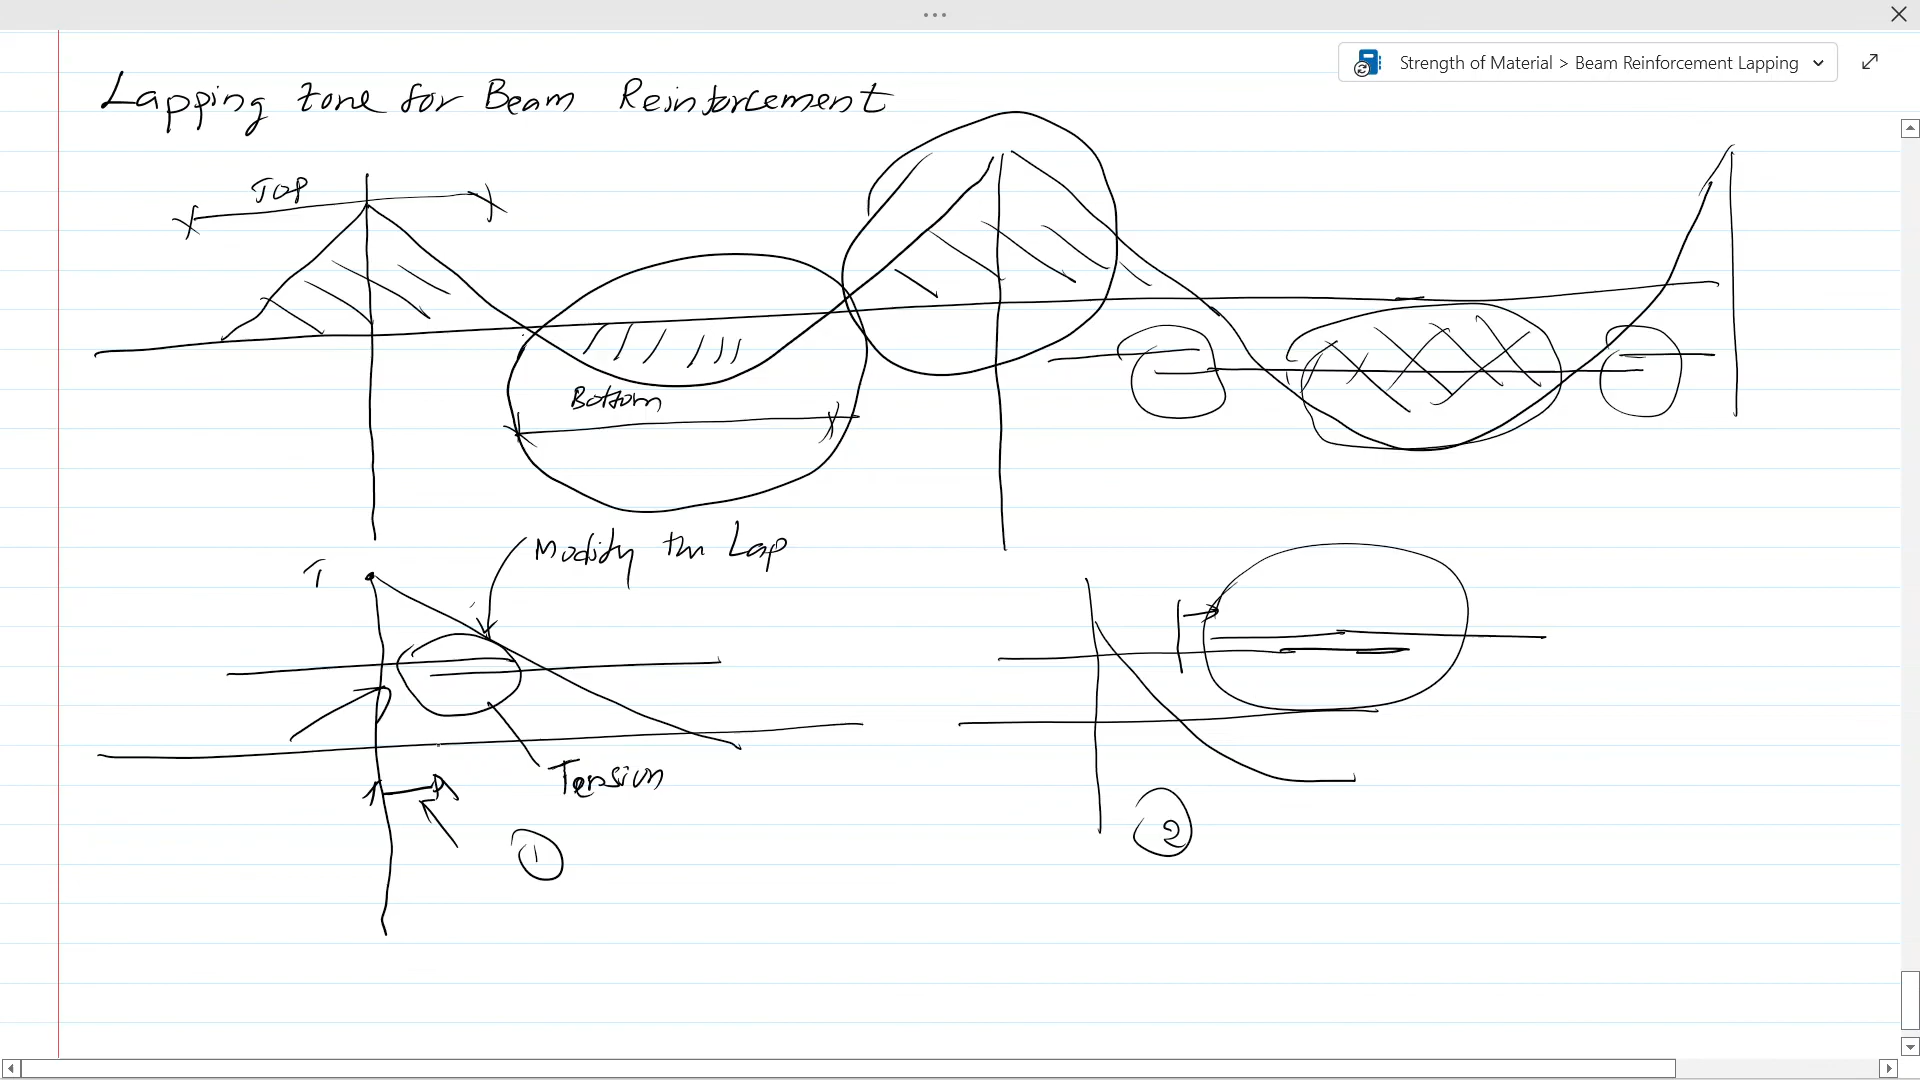 Strength of Material > Beam Reinforcement Lapping
Lapping zone for Beam Reinforcement
Top
Bottom
Modify the Lap
T
Tension
1
2